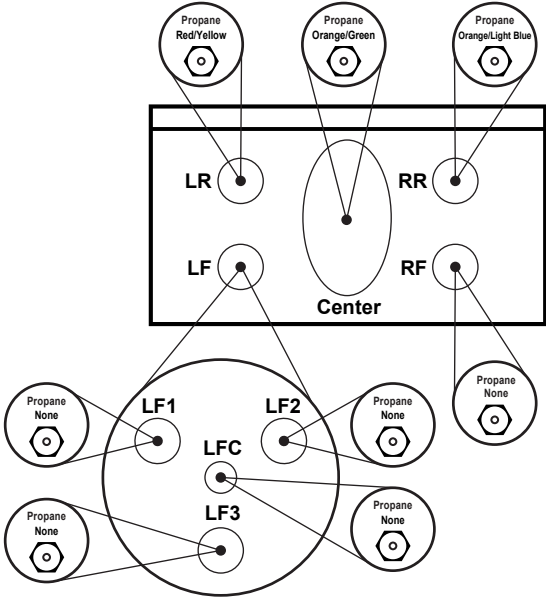 Propane
Red/Yellow
Propane
Orange/Green
Propane
Orange/Light Blue
LR
RR
LF
RF
Center
Propane
None
LF1
LF2
Propane
None
Propane
None
LFC
LF3
Propane
None
Propane
None